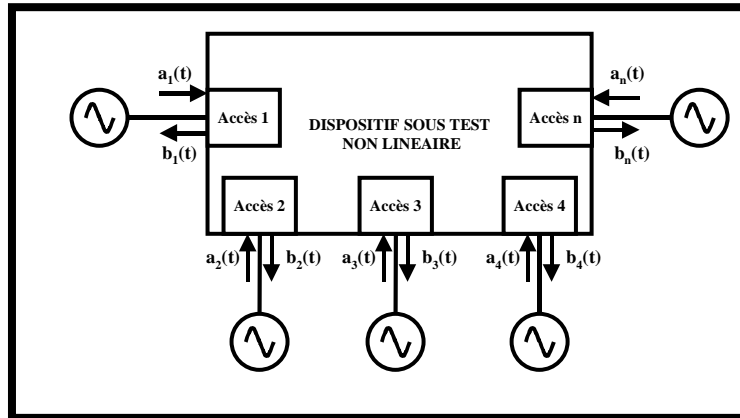 a1(t)
Accès 1
b1(t)
DISPOSITIF SOUS TEST
NON LINEAIRE
an(t)
Accès n
bn(t)
Accès 2
Accès 3
Accès 4
a2(t)
b2(t)
a3(t)
b3(t)
a4(t)
b4(t)